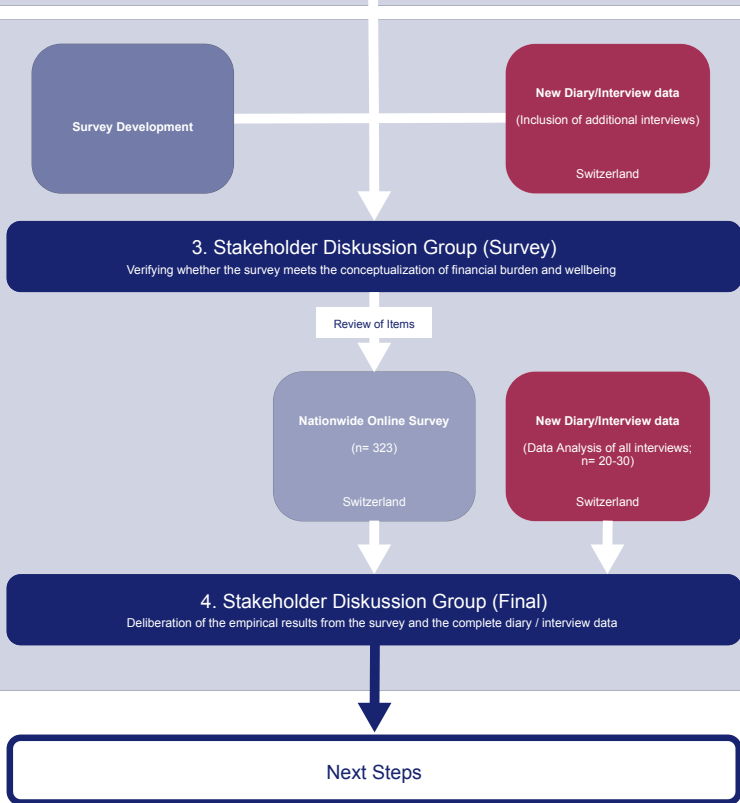 Survey Development
New Diary/Interview data
(Inclusion of additional interviews)
Switzerland
3. Stakeholder Diskussion Group (Survey)
Verifying whether the survey meets the conceptualization of financial burden and wellbeing
Review of Items
Nationwide Online Survey
(n= 323)
Switzerland
New Diary/Interview data
(Data Analysis of all interviews;
n= 20-30)
Switzerland
4. Stakeholder Diskussion Group (Final)
Deliberation of the empirical results from the survey and the complete diary / interview data
Next Steps